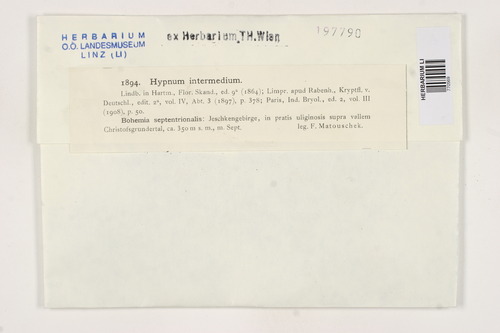 HERBARIUM
O.Ö. LANDESMUSEUM
LINZ (LI)
ex Herbarium TH.Wien
197790
1894. Hypnum intermedium.
Lindb. in Hartm., Flor. Skand., ed. 9ª (1864); Limpr. apud Rabenh., Kryptfl. v.
Deutschl., edit. 2ª, vol. IV, Abt. 3 (1897), p. 378; Paris, Ind. Bryol., ed. 2, vol. III
(1908), p. 50.
Bohemia septentrionalis: Jeschkengebirge, in pratis uliginosis supra vallem
Christofsgrundertal, ca. 350 m s. m., m. Sept.
leg. F. Matouschek.
HERBARIUM LI